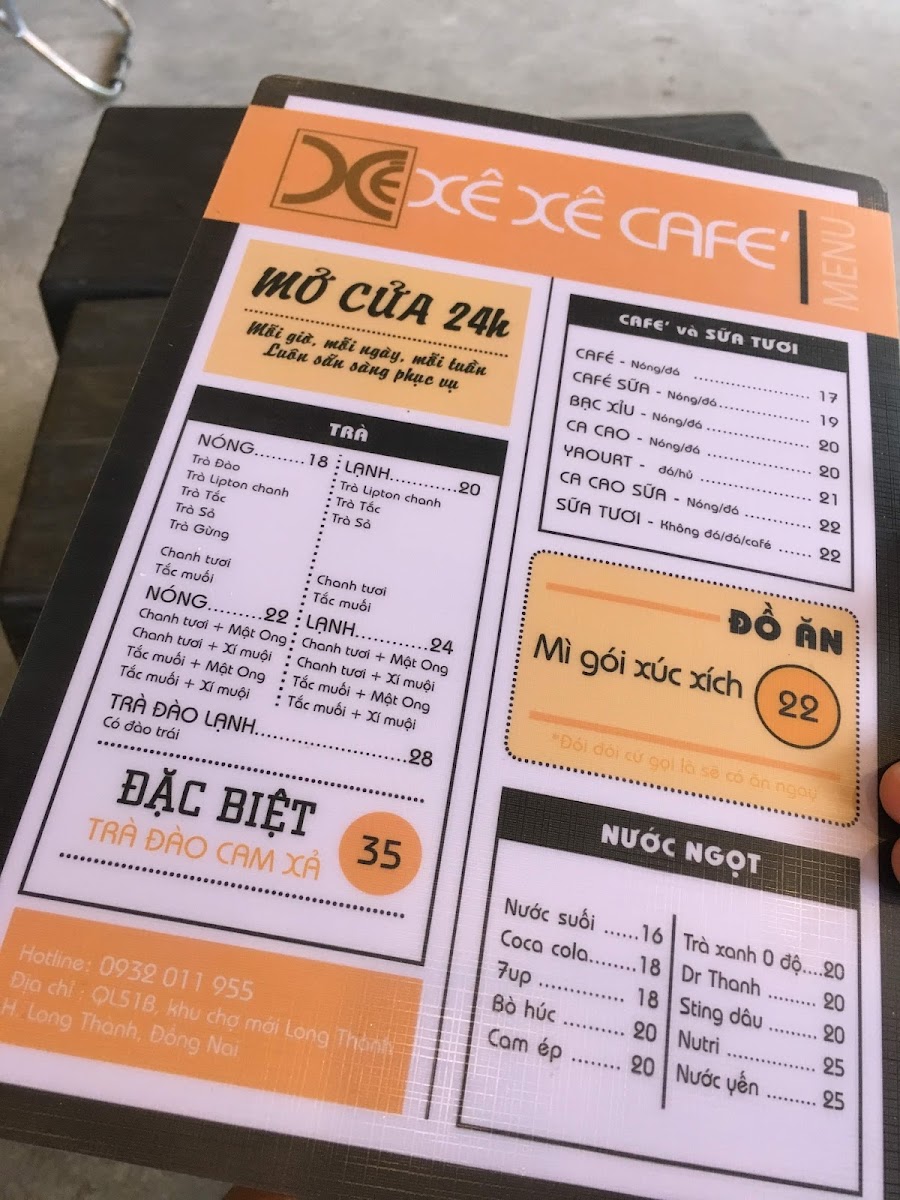 XÊ
XÊ XÊ CAFE'
MENU
MỞ CỬA 24h
Mỗi giờ, mỗi ngày, mỗi tuần
Luôn sẵn sàng phục vụ
TRÀ
NÓNG.........18
Trà Đào
Trà Lipton chanh
Trà Tắc
Trà Sả
Trà Gừng
Chanh tươi
Tắc muối
NÓNG.........22
Chanh tươi + Mật Ong
Chanh tươi + Xí muội
Tắc muối + Mật Ong
Tắc muối + Xí muội
LẠNH............20
Trà Lipton chanh
Trà Tắc
Trà Sả
Chanh tươi
Tắc muối
LẠNH............24
Chanh tươi + Mật Ong
Chanh tươi + Xí muội
Tắc muối + Mật Ong
Tắc muối + Xí muội
TRÀ ĐÀO LẠNH....................28
Có đào trái
ĐẶC BIỆT
TRÀ ĐÀO CAM XẢ
35
Hotline: 0932 011 955
Địa chỉ : QL51B, khu chợ mới Long Thành
H. Long Thành, Đồng Nai
CAFE' và SỮA TƯƠI
CAFÉ - Nóng/đá .................... 17
CAFÉ SỮA - Nóng/đá............... 19
BẠC XỈU - Nóng/đá ................. 20
CA CAO - Nóng/đá ................. 20
YAOURT - đá/hủ ................... 21
CA CAO SỮA - Nóng/đá ............ 22
SỮA TƯƠI - Không đá/đá/café ...... 22
ĐỒ ĂN
Mì gói xúc xích
22
*Đói đói cứ gọi là sẽ có ăn ngay
NƯỚC NGỌT
Nước suối ......16
Coca cola.......18
7up ............. 18
Bò húc ......... 20
Cam ép ........ 20
Trà xanh 0 độ....20
Dr Thanh ........ 20
Sting dâu ........ 20
Nutri .............. 25
Nước yến ......... 25